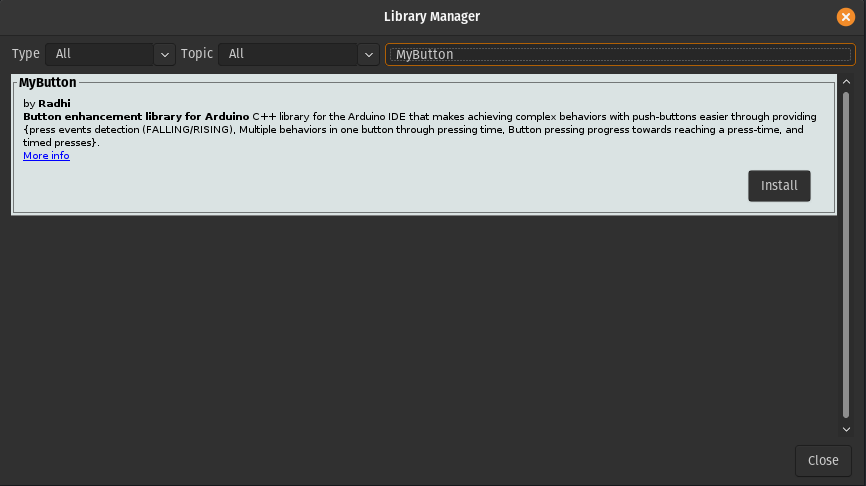 Library Manager
Type All Topic All MyButton
MyButton
by Radhi
Button enhancement library for Arduino C++ library for the Arduino IDE that makes achieving complex behaviors with push-buttons easier through providing
{press events detection (FALLING/RISING), Multiple behaviors in one button through pressing time, Button pressing progress towards reaching a press-time, and
timed presses}.
More info
Install
Close